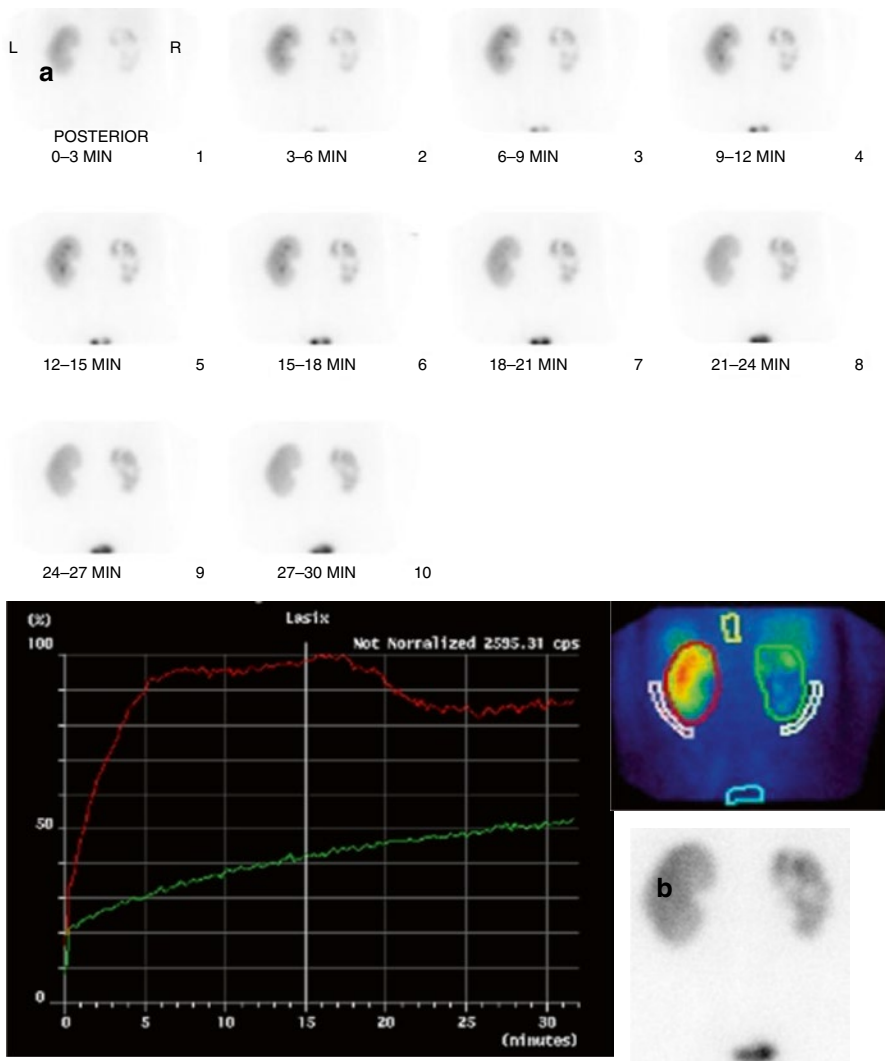 L R
a
POSTERIOR
0–3 MIN 1 3–6 MIN 2 6–9 MIN 3 9–12 MIN 4
12–15 MIN 5 15–18 MIN 6 18–21 MIN 7 21–24 MIN 8
24–27 MIN 9 27–30 MIN 10
(%) Lasix
100 Not Norralized 2595.31 cps
50
0
0 5 10 15 20 25 30
(ninutes)
b